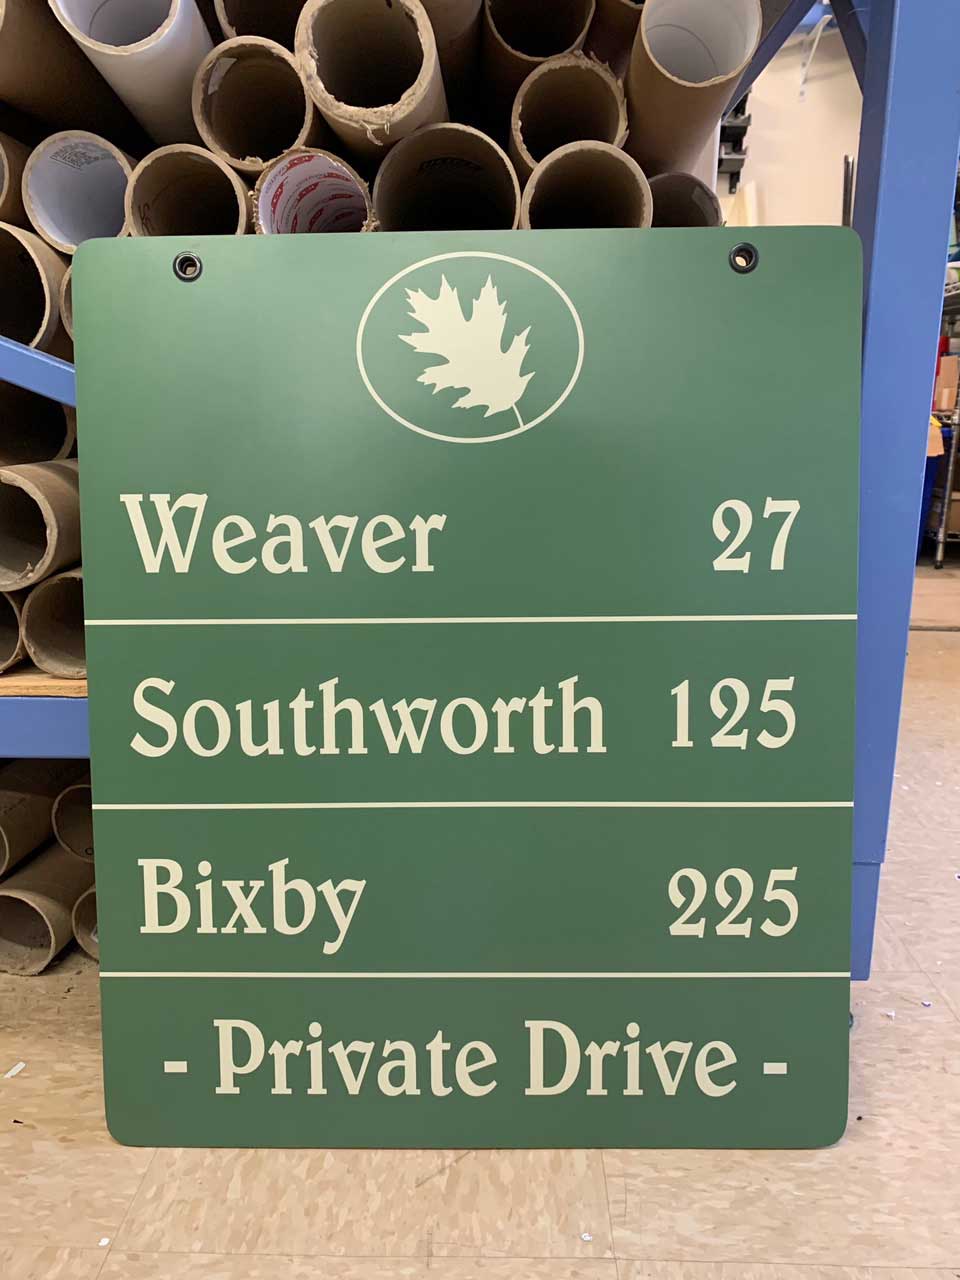 Weaver 27
Southworth 125
Bixby 225
- Private Drive -